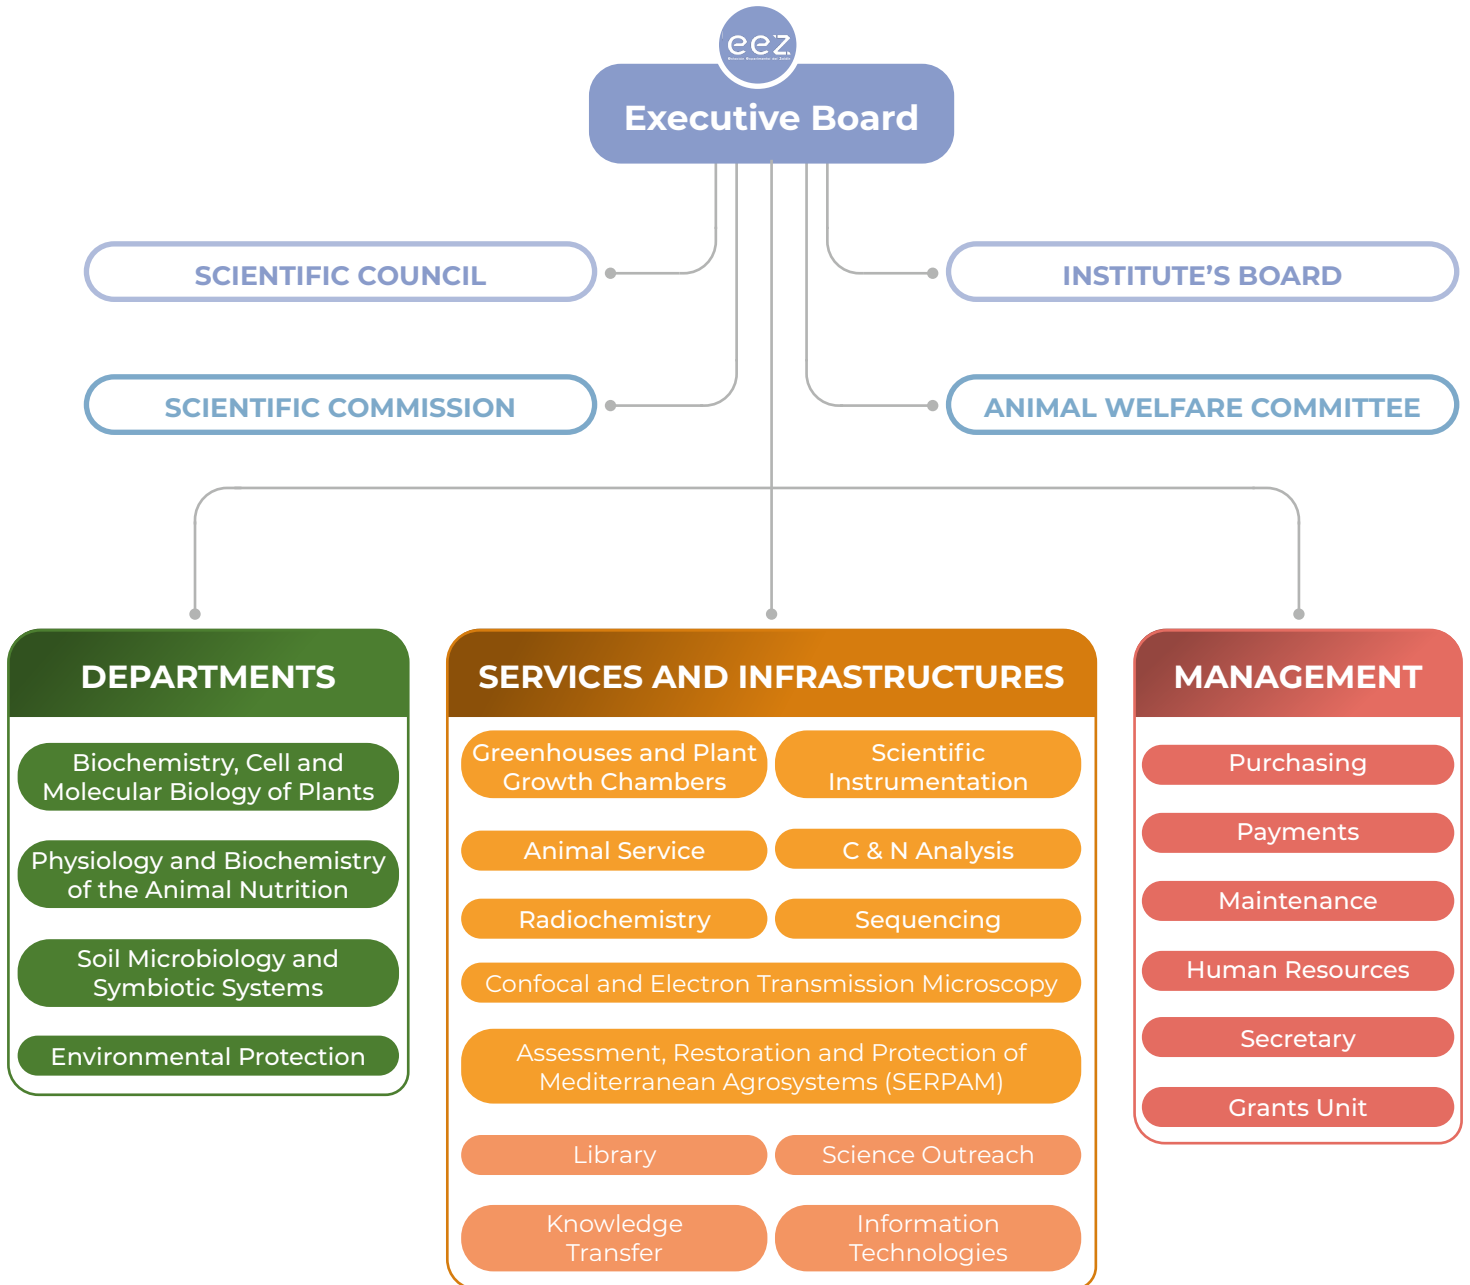 eez
Executive Board
SCIENTIFIC COUNCIL
INSTITUTE’S BOARD
SCIENTIFIC COMMISSION
ANIMAL WELFARE COMMITTEE
DEPARTMENTS
Biochemistry, Cell and
Molecular Biology of Plants
Physiology and Biochemistry
of the Animal Nutrition
Soil Microbiology and
Symbiotic Systems
Environmental Protection
SERVICES AND INFRASTRUCTURES
Greenhouses and Plant
Growth Chambers
Scientific
Instrumentation
Animal Service
C & N Analysis
Radiochemistry
Sequencing
Confocal and Electron Transmission Microscopy
Assessment, Restoration and Protection of
Mediterranean Agrosystems (SERPAM)
Library
Science Outreach
Knowledge
Transfer
Information
Technologies
MANAGEMENT
Purchasing
Payments
Maintenance
Human Resources
Secretary
Grants Unit